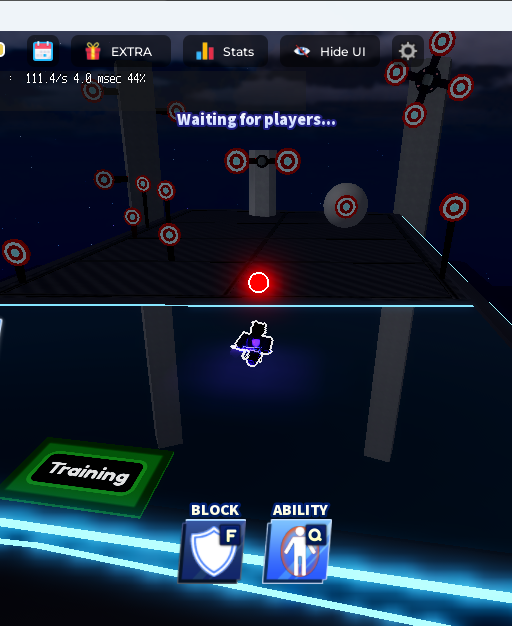 EXTRA
Stats
Hide UI
: 111.4/s 4.0 msec 44%
Waiting for players...
Training
BLOCK
ABILITY
F
Q